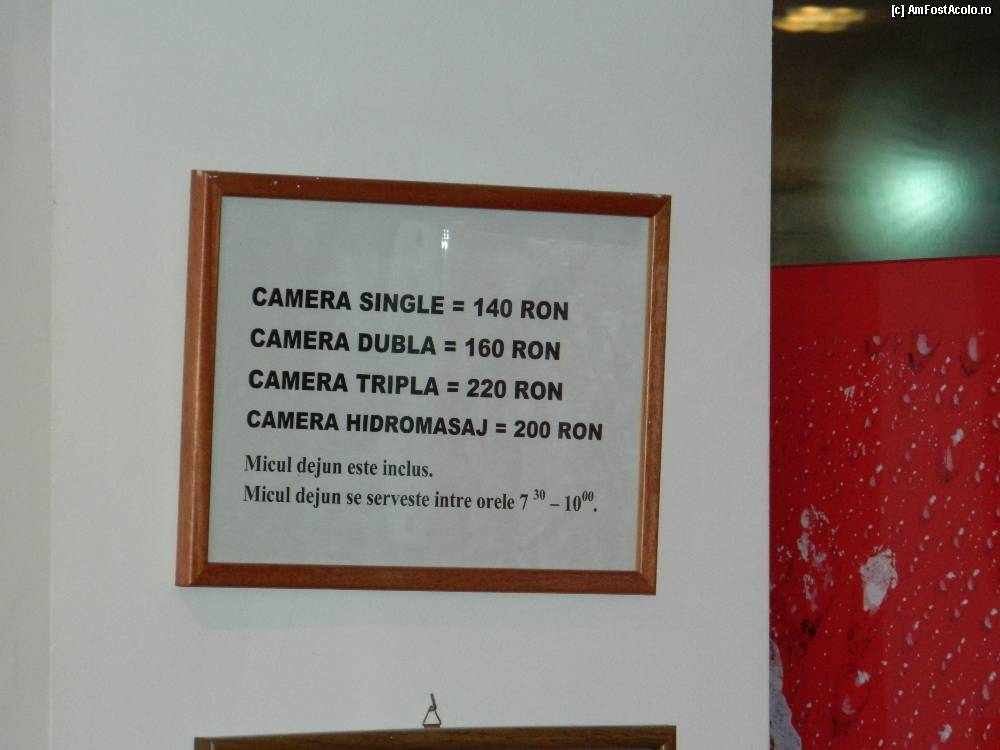 [c] AmFostAcolo.ro
CAMERA SINGLE = 140 RON
CAMERA DUBLA = 160 RON
CAMERA TRIPLA = 220 RON
CAMERA HIDROMASAJ = 200 RON
Micul dejun este inclus.
Micul dejun se serveste intre orele 7 30 – 10 00.